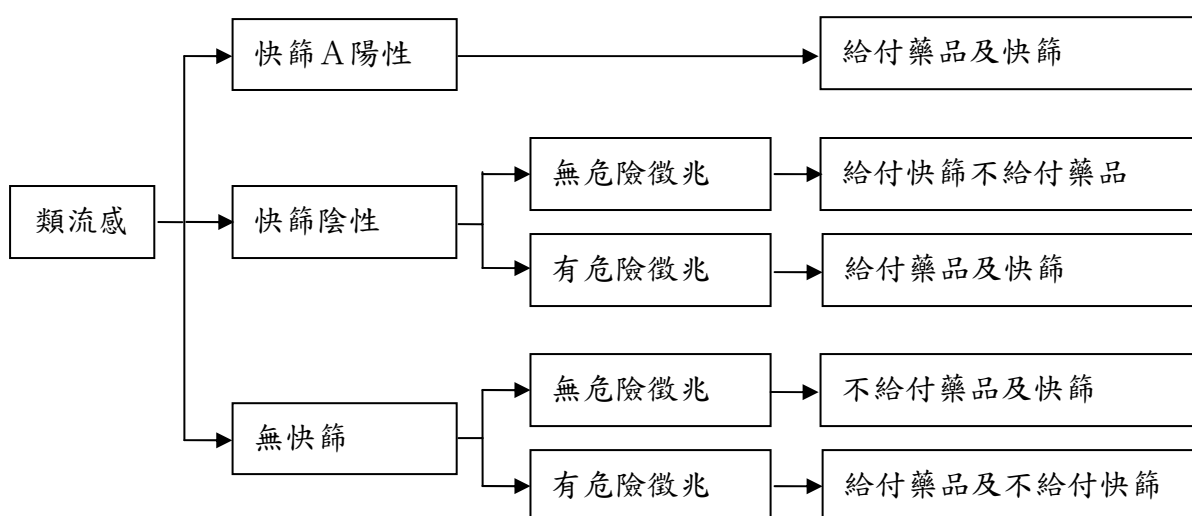 快篩A陽性
給付藥品及快篩
無危險徵兆
給付快篩不給付藥品
類流感
快篩陰性
有危險徵兆
給付藥品及快篩
無危險徵兆
不給付藥品及快篩
無快篩
有危險徵兆
給付藥品及不給付快篩